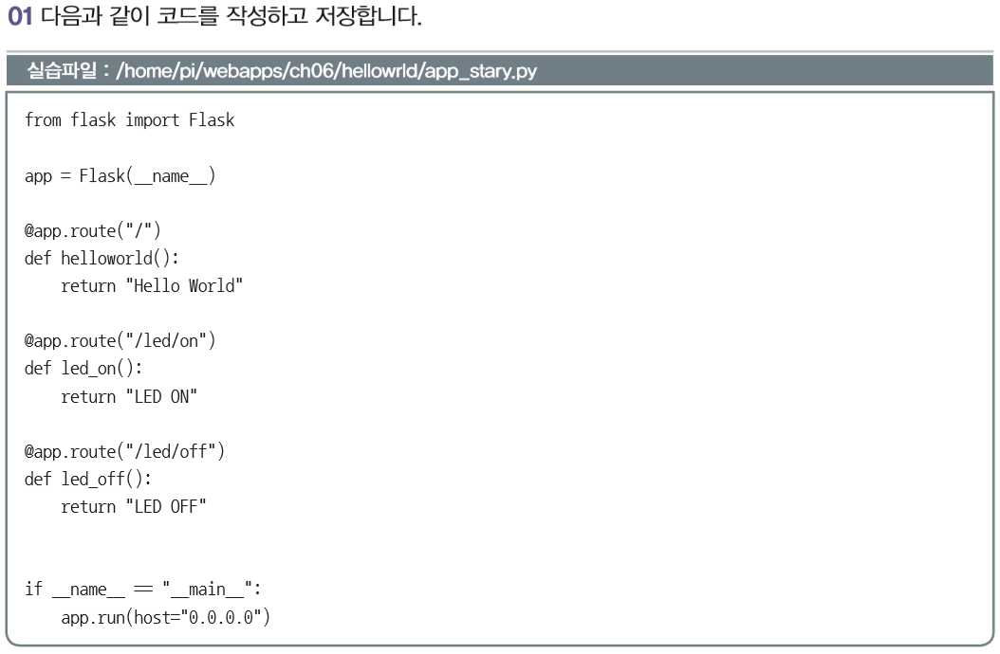 01 다음과 같이 코드를 작성하고 저장합니다.
실습파일 : /home/pi/webapps/ch06/hellowrld/app_stary.py
from flask import Flask
app = Flask(__name__)
@app.route("/")
def helloworld():
    return "Hello World"
@app.route("/led/on")
def led_on():
    return "LED ON"
@app.route("/led/off")
def led_off():
    return "LED OFF"
if __name__ == "__main__":
    app.run(host="0.0.0.0")